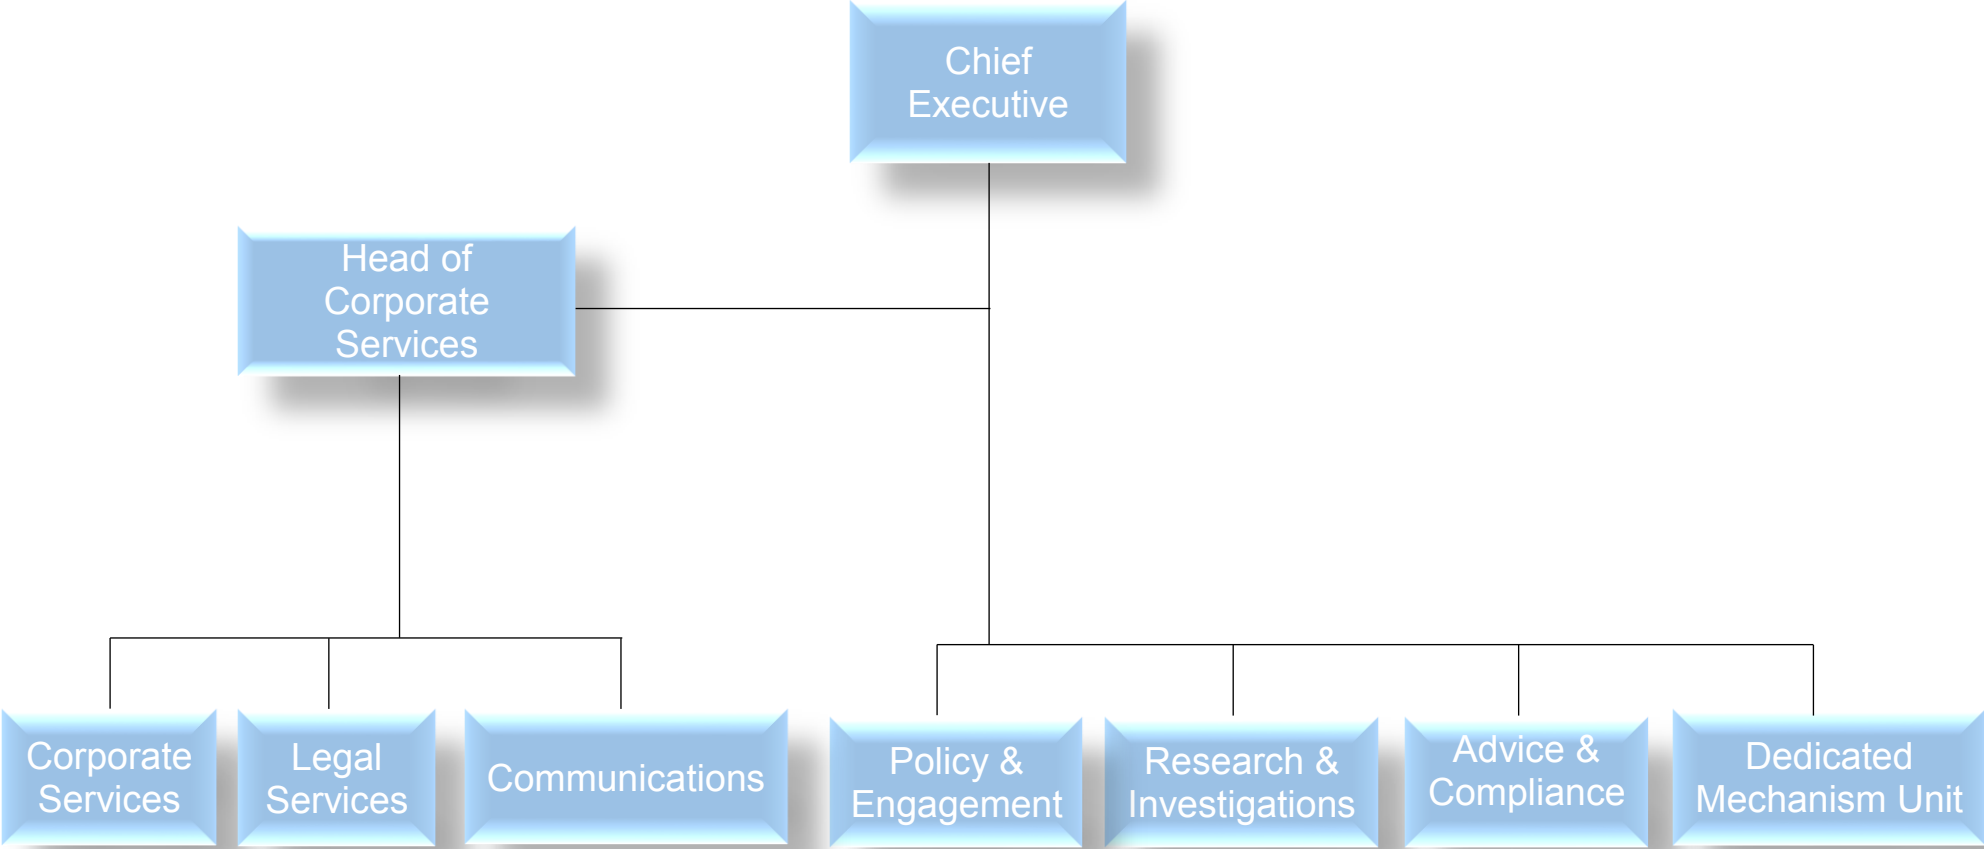 Chief
Executive
Head of
Corporate
Services
Corporate
Services
Legal
Services
Communications
Policy &
Engagement
Research &
Investigations
Advice &
Compliance
Dedicated
Mechanism Unit